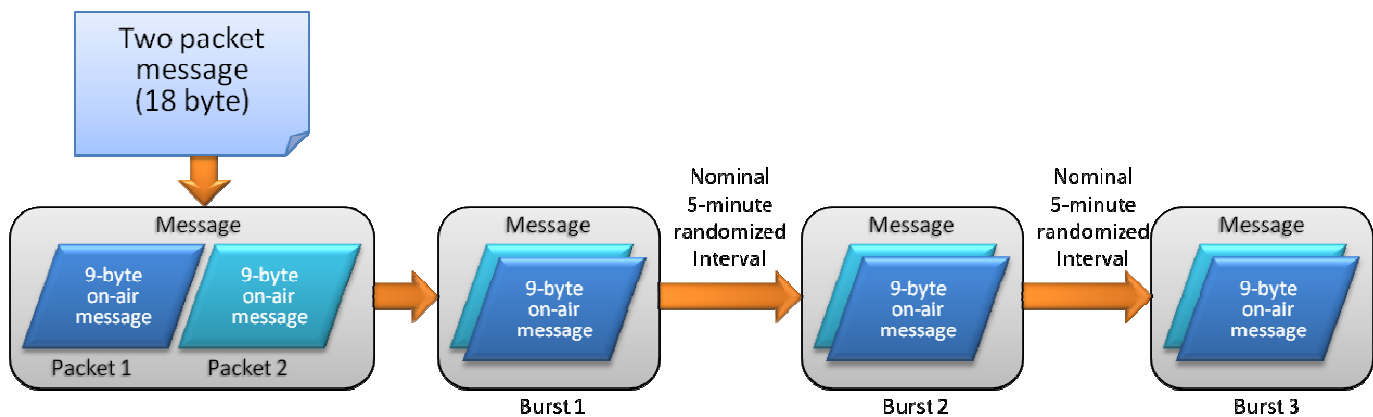 Two packet
message
(18 byte)
Message
9-byte
on-air
message
9-byte
on-air
message
Packet 1
Packet 2
Message
9-byte
on-air
message
Burst 1
Nominal
5-minute
randomized
Interval
Message
9-byte
on-air
message
Burst 2
Nominal
5-minute
randomized
Interval
Message
9-byte
on-air
message
Burst 3